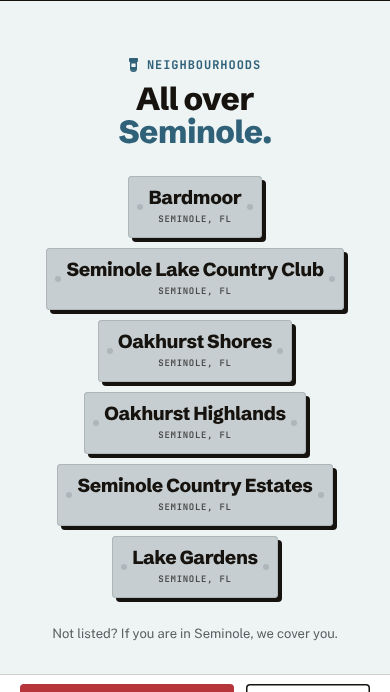 NEIGHBOURHOODS
All over
Seminole.
Bardmoor
SEMINOLE, FL
Seminole Lake Country Club
SEMINOLE, FL
Oakhurst Shores
SEMINOLE, FL
Oakhurst Highlands
SEMINOLE, FL
Seminole Country Estates
SEMINOLE, FL
Lake Gardens
SEMINOLE, FL
Not listed? If you are in Seminole, we cover you.